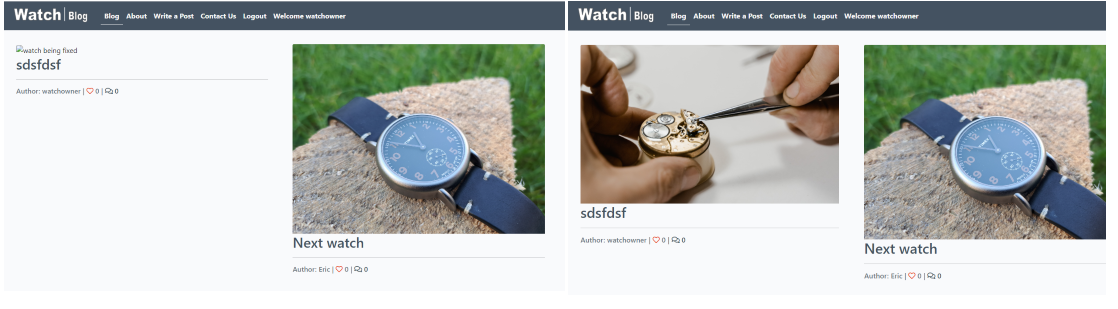 Watch | Blog Blog About Write a Post Contact Us Logout Welcome watchowner
watch being fixed
sdsfdsf
Author: watchowner | 0 | 0
Next watch
Author: Eric | 0 | 0
Watch | Blog Blog About Write a Post Contact Us Logout Welcome watchowner
sdsfdsf
Author: watchowner | 0 | 0
Next watch
Author: Eric | 0 | 0